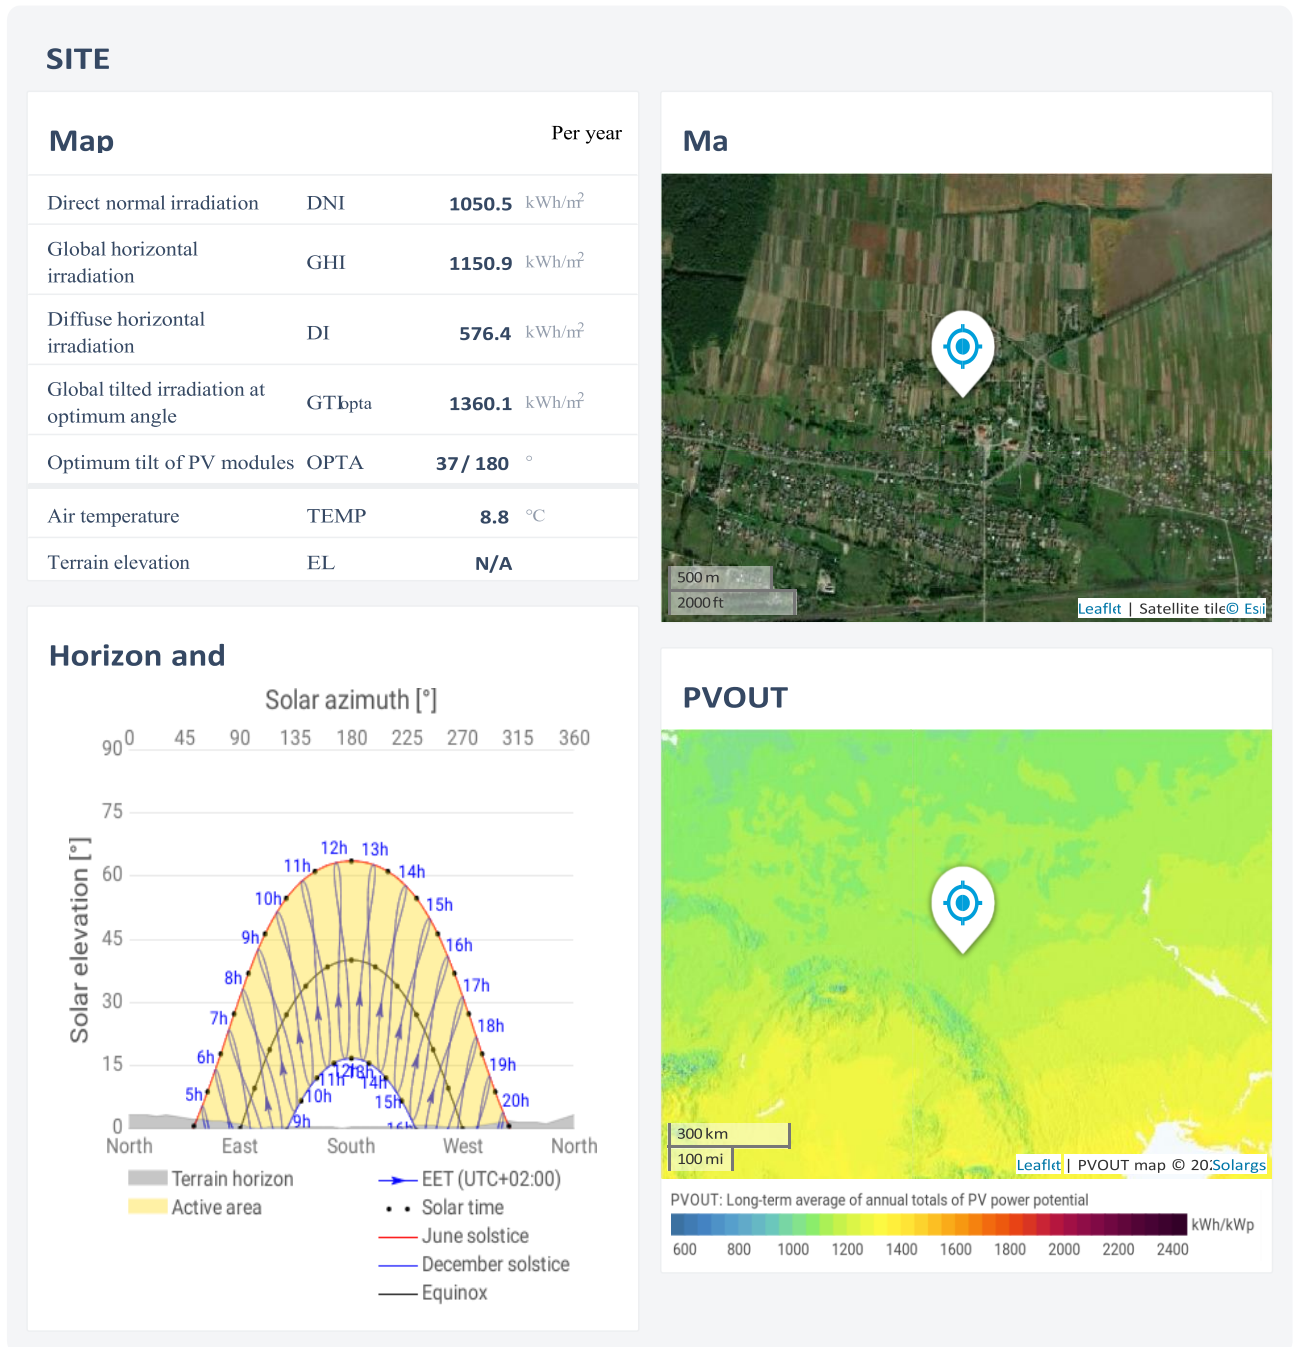 SITE
Map
Per year
Direct normal irradiation DNI 1050.5 kWh/m2
Global horizontal
irradiation GHI 1150.9 kWh/m2
Diffuse horizontal
irradiation DI 576.4 kWh/m2
Global tilted irradiation at
optimum angle GTIopta 1360.1 kWh/m2
Optimum tilt of PV modules OPTA 37 / 180 °
Air temperature TEMP 8.8 °C
Terrain elevation EL N/A
Ma
500 m
2000 ft
Leaflet | Satellite tile © Esri
Horizon and
Solar azimuth [°]
0 45 90 135 180 225 270 315 360
Solar elevation [°]
90
75
60
45
30
15
0
12h 13h
11h 14h
10h 15h
9h 16h
8h 17h
7h 18h
6h 19h
5h 20h
12h 13h
11h 14h
10h 15h
9h 16h
North East South West North
Terrain horizon
Active area
EET (UTC+02:00)
Solar time
June solstice
December solstice
Equinox
PVOUT
300 km
100 mi
Leaflet | PVOUT map © 202 Solargis
PVOUT: Long-term average of annual totals of PV power potential
kWh/kWp
600 800 1000 1200 1400 1600 1800 2000 2200 2400